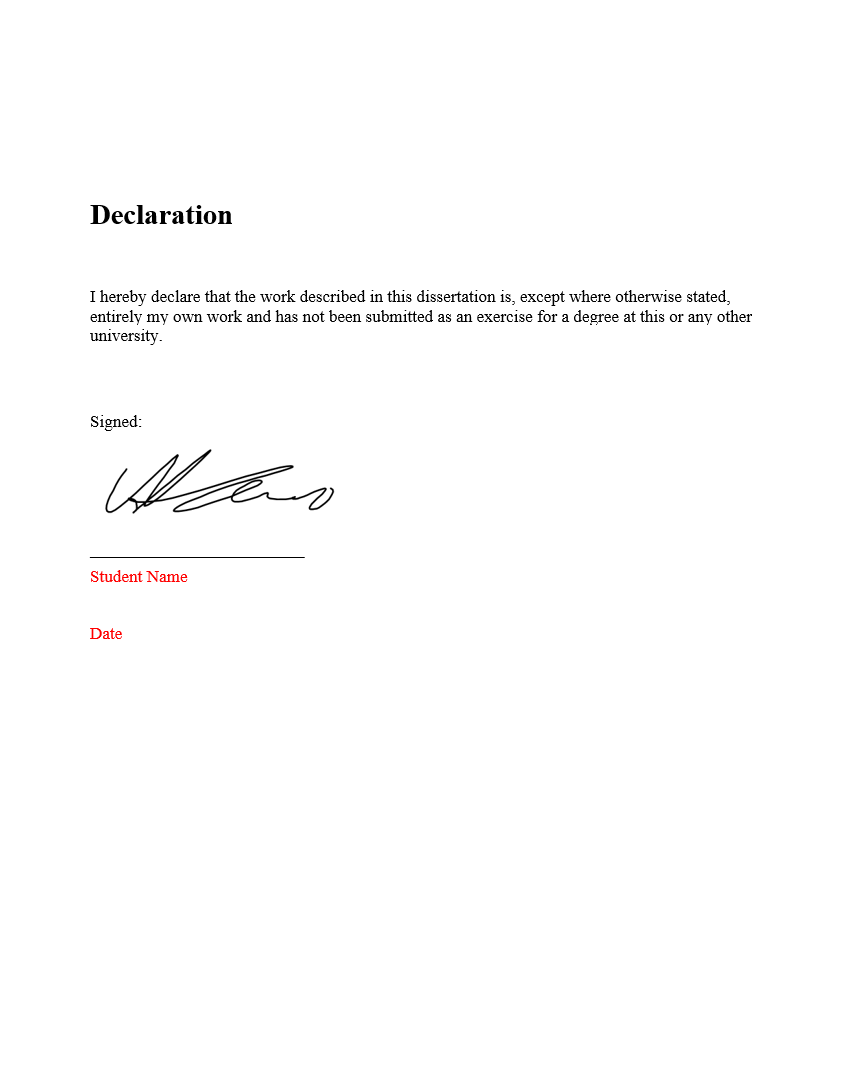 Declaration
I hereby declare that the work described in this dissertation is, except where otherwise stated,
entirely my own work and has not been submitted as an exercise for a degree at this or any other
university.
Signed:
Student Name
Date